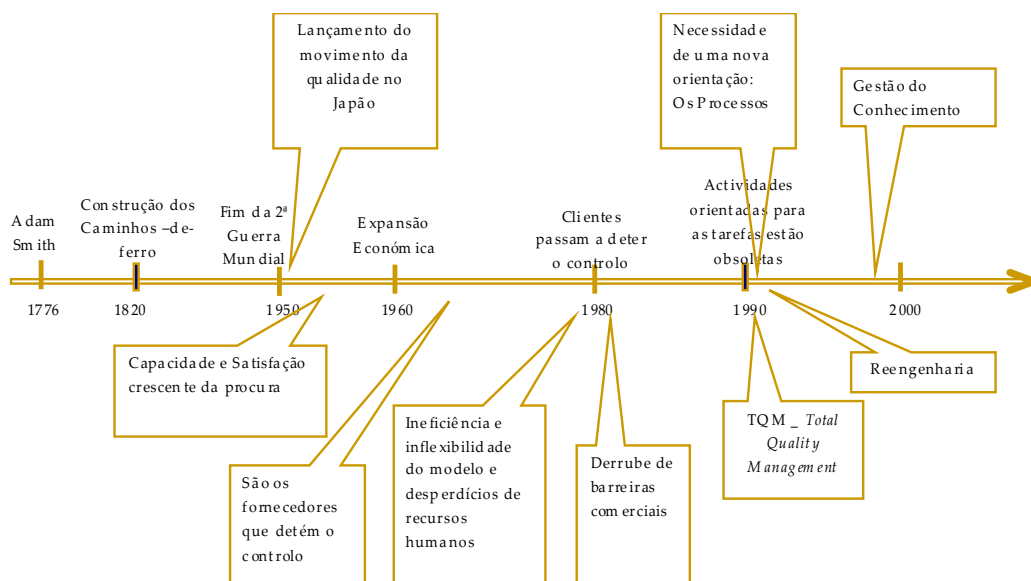 Lançamento do
movimento da
qualidade no
Japão
Necessidade
de uma nova
orientação:
Os Processos
Gestão do
Conhecimento
Adam
Smith
Construção dos
Caminhos –de-
ferro
Fim da 2ª
Guerra
Mundial
Expansão
Económica
Clientes
passam a deter
o controlo
Actividades
orientadas para
as tarefas estão
obsoletas
1776
1820
1950
1960
1980
1990
2000
Capacidade e Satisfação
crescente da procura
São os
fornecedores
que detém o
controlo
Ineficiência e
inflexibilidade
do modelo e
desperdícios de
recursos
humanos
Derrube de
barreiras
comerciais
TQM _ Total
Quality
Management
Reengenharia